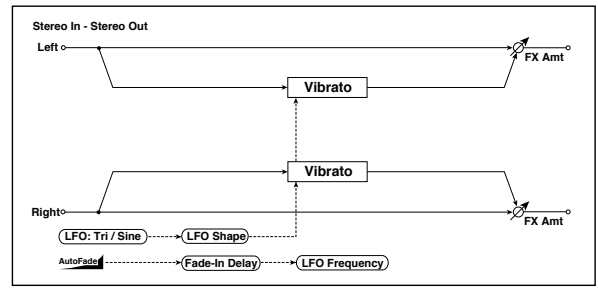 Stereo In - Stereo Out
Left
FX Amt
Vibrato
Vibrato
Right
FX Amt
LFO: Tri / Sine
LFO Shape
AutoFade
Fade-In Delay
LFO Frequency